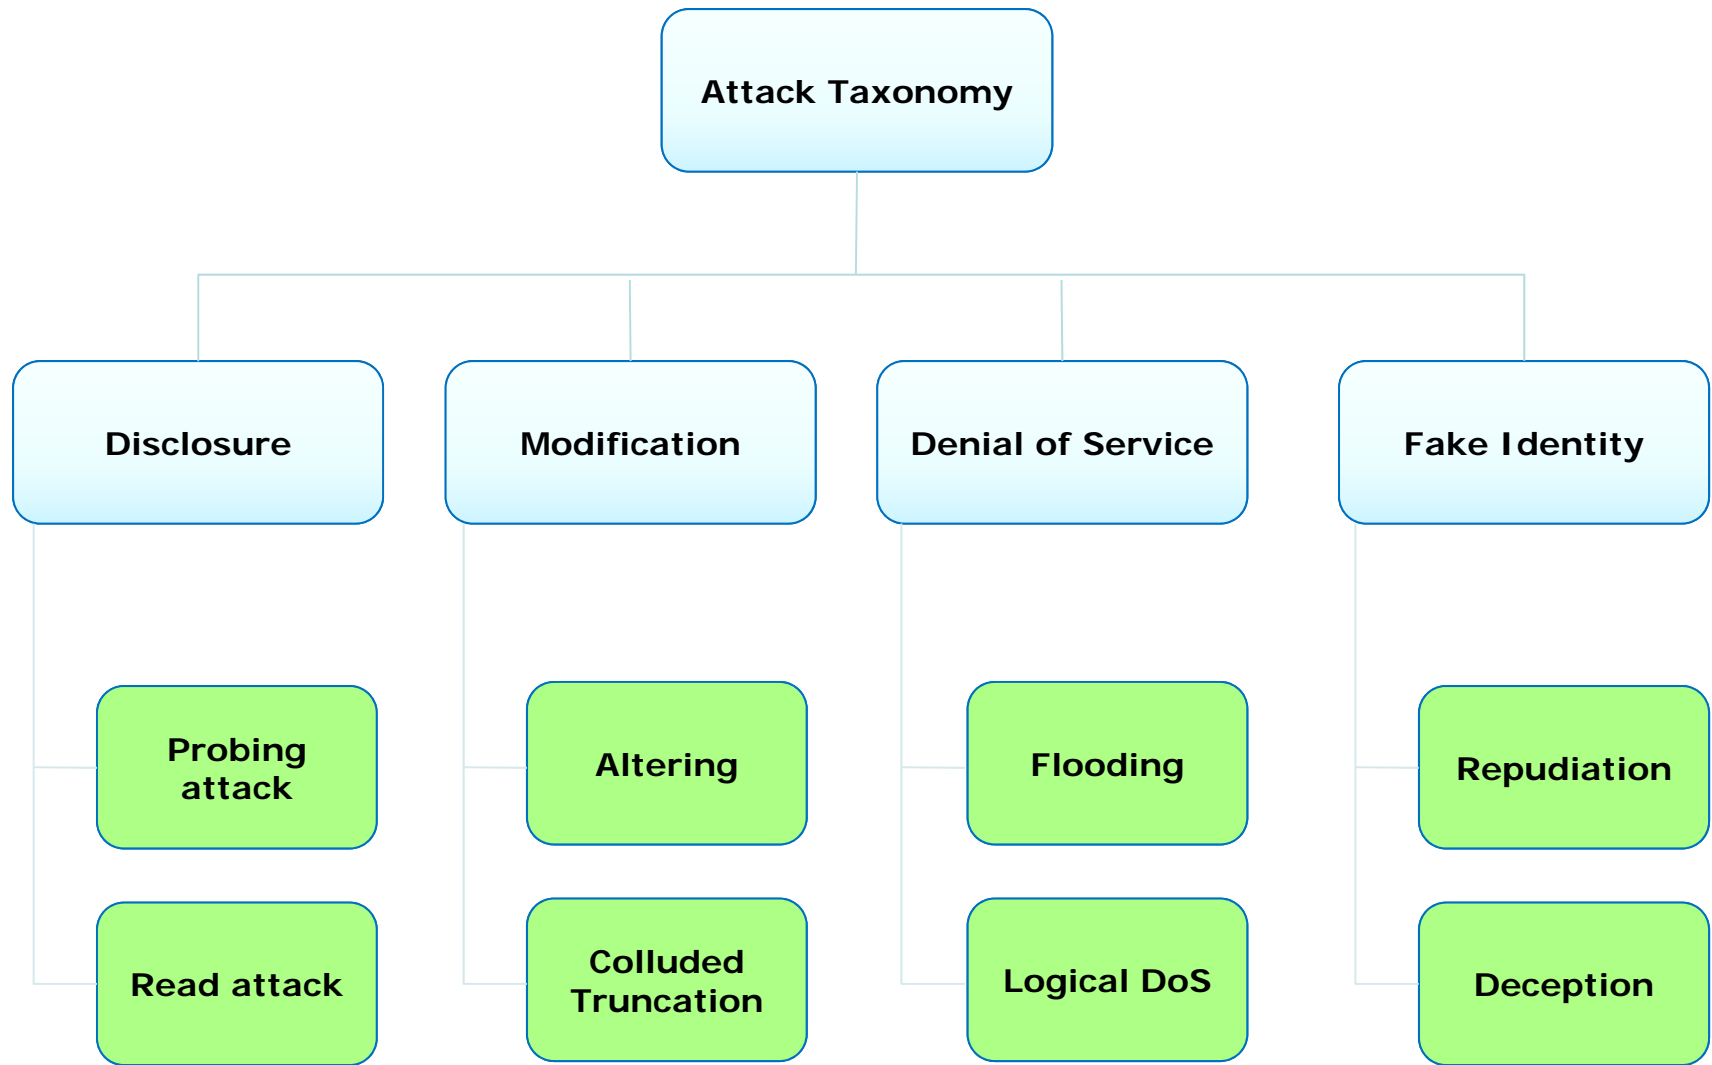 Attack Taxonomy
Disclosure
Modification
Denial of Service
Fake Identity
Probing
attack
Altering
Flooding
Repudiation
Read attack
Colluded
Truncation
Logical DoS
Deception